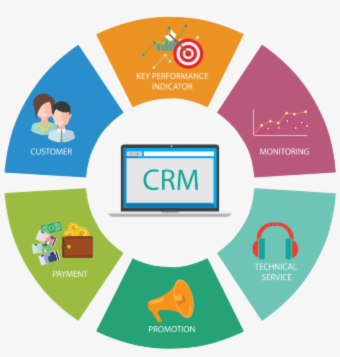 KEY PERFORMANCE
INDICATOR
CUSTOMER
MONITORING
CRM
PAYMENT
TECHNICAL
SERVICE
PROMOTION